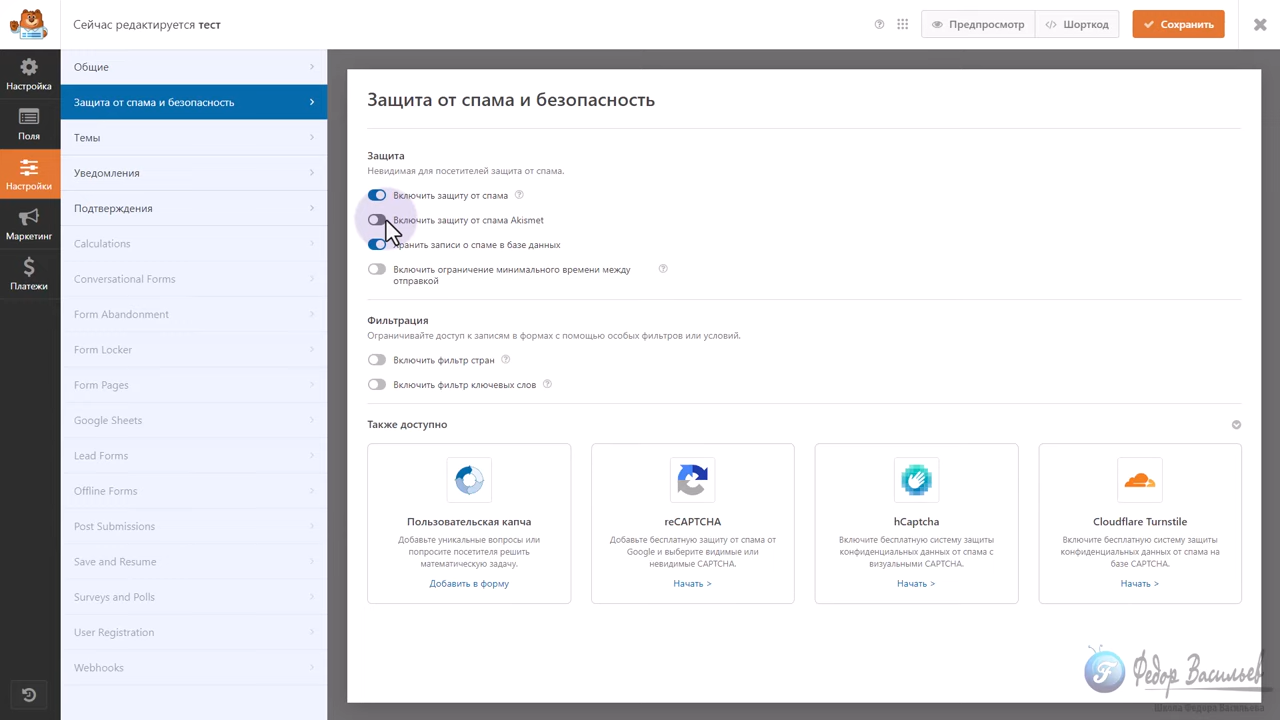 Сейчас редактируется тест
Предпросмотр
Шорткод
Сохранить
Настройка
Поля
Настройки
Маркетинг
Платежи
Общие
Защита от спама и безопасность
Темы
Уведомления
Подтверждения
Calculations
Conversational Forms
Form Abandonment
Form Locker
Form Pages
Google Sheets
Lead Forms
Offline Forms
Post Submissions
Save and Resume
Surveys and Polls
User Registration
Webhooks
Защита от спама и безопасность
Защита
Невидимая для посетителей защита от спама.
Включить защиту от спама
Включить защиту от спама Akismet
Хранить записи о спаме в базе данных
Включить ограничение минимального времени между
отправкой
Фильтрация
Ограничивайте доступ к записям в формах с помощью особых фильтров или условий.
Включить фильтр стран
Включить фильтр ключевых слов
Также доступно
Пользовательская капча
Добавьте уникальные вопросы или
попросите посетителя решить
математическую задачу.
Добавить в форму
reCAPTCHA
Добавьте бесплатную защиту от спама от
Google и выберите видимые или
невидимые CAPTCHA.
Начать >
hCaptcha
Включите бесплатную систему защиты
конфиденциальных данных от спама с
визуальными CAPTCHA.
Начать >
Cloudflare Turnstile
Включите бесплатную систему защиты
конфиденциальных данных от спама на
базе CAPTCHA.
Начать >
Федор Васильев
Школа Федора Васильева